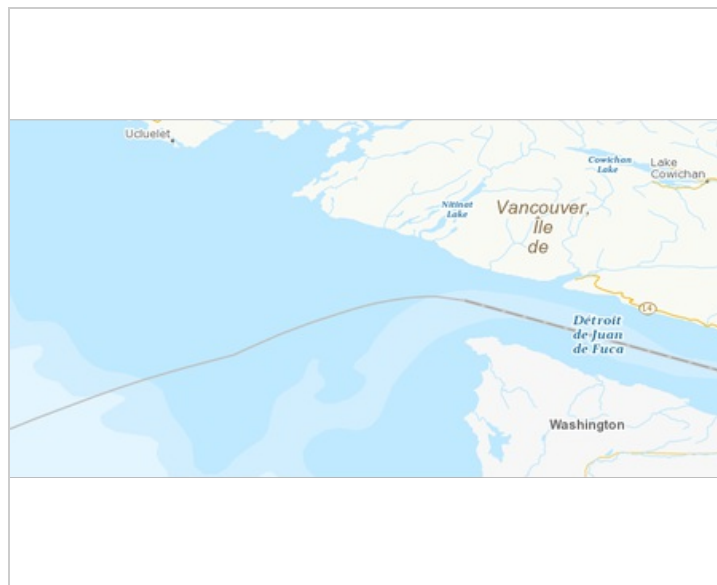 Ucluelet
Cowichan
Lake
Lake
Cowichan
Nitinat
Lake
Vancouver,
Île
de
14
Détroit
de Juan
de Fuca
Washington